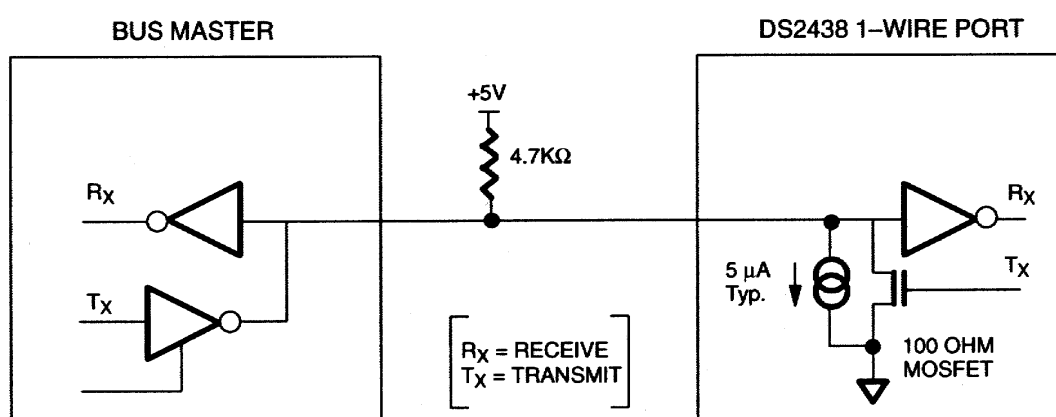 BUS MASTER
DS2438 1–WIRE PORT
+5V
4.7KΩ
RX
RX
5 µA
Typ.
TX
TX
RX = RECEIVE
TX = TRANSMIT
100 OHM
MOSFET